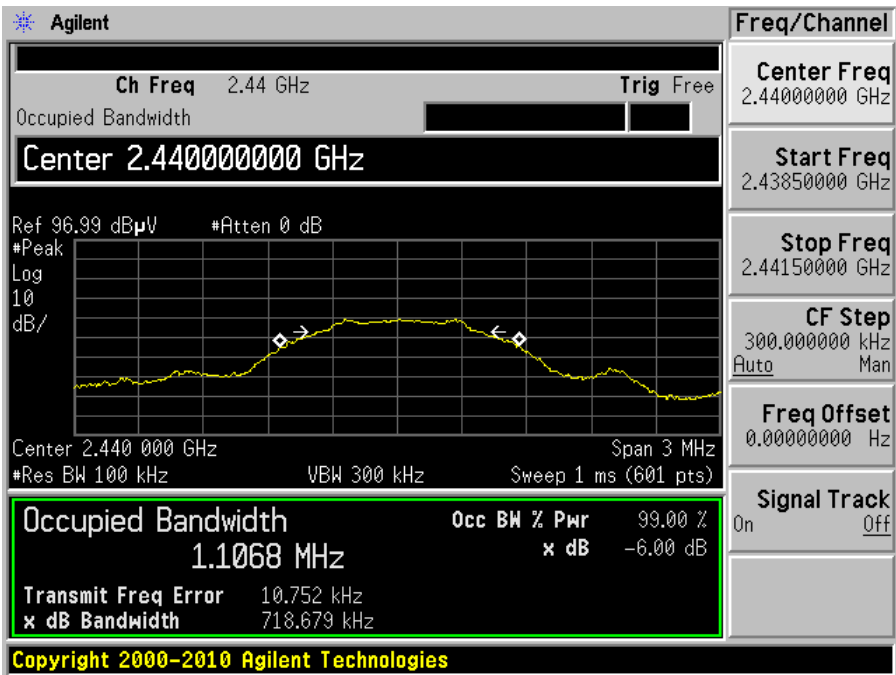 Agilent
Freq/Channel
Ch Freq 2.44 GHz Trig Free
Occupied Bandwidth
Center 2.440000000 GHz
Ref 96.99 dBµV #Atten 0 dB
#Peak
Log
10
dB/
Center 2.440 000 GHz Span 3 MHz
#Res BW 100 kHz VBW 300 kHz Sweep 1 ms (601 pts)
Occupied Bandwidth Occ BW % Pwr 99.00 %
1.1068 MHz x dB -6.00 dB
Transmit Freq Error 10.752 kHz
x dB Bandwidth 718.679 kHz
Copyright 2000-2010 Agilent Technologies
Center Freq
2.44000000 GHz
Start Freq
2.43850000 GHz
Stop Freq
2.44150000 GHz
CF Step
300.000000 kHz
Auto Man
Freq Offset
0.00000000 Hz
Signal Track
On Off